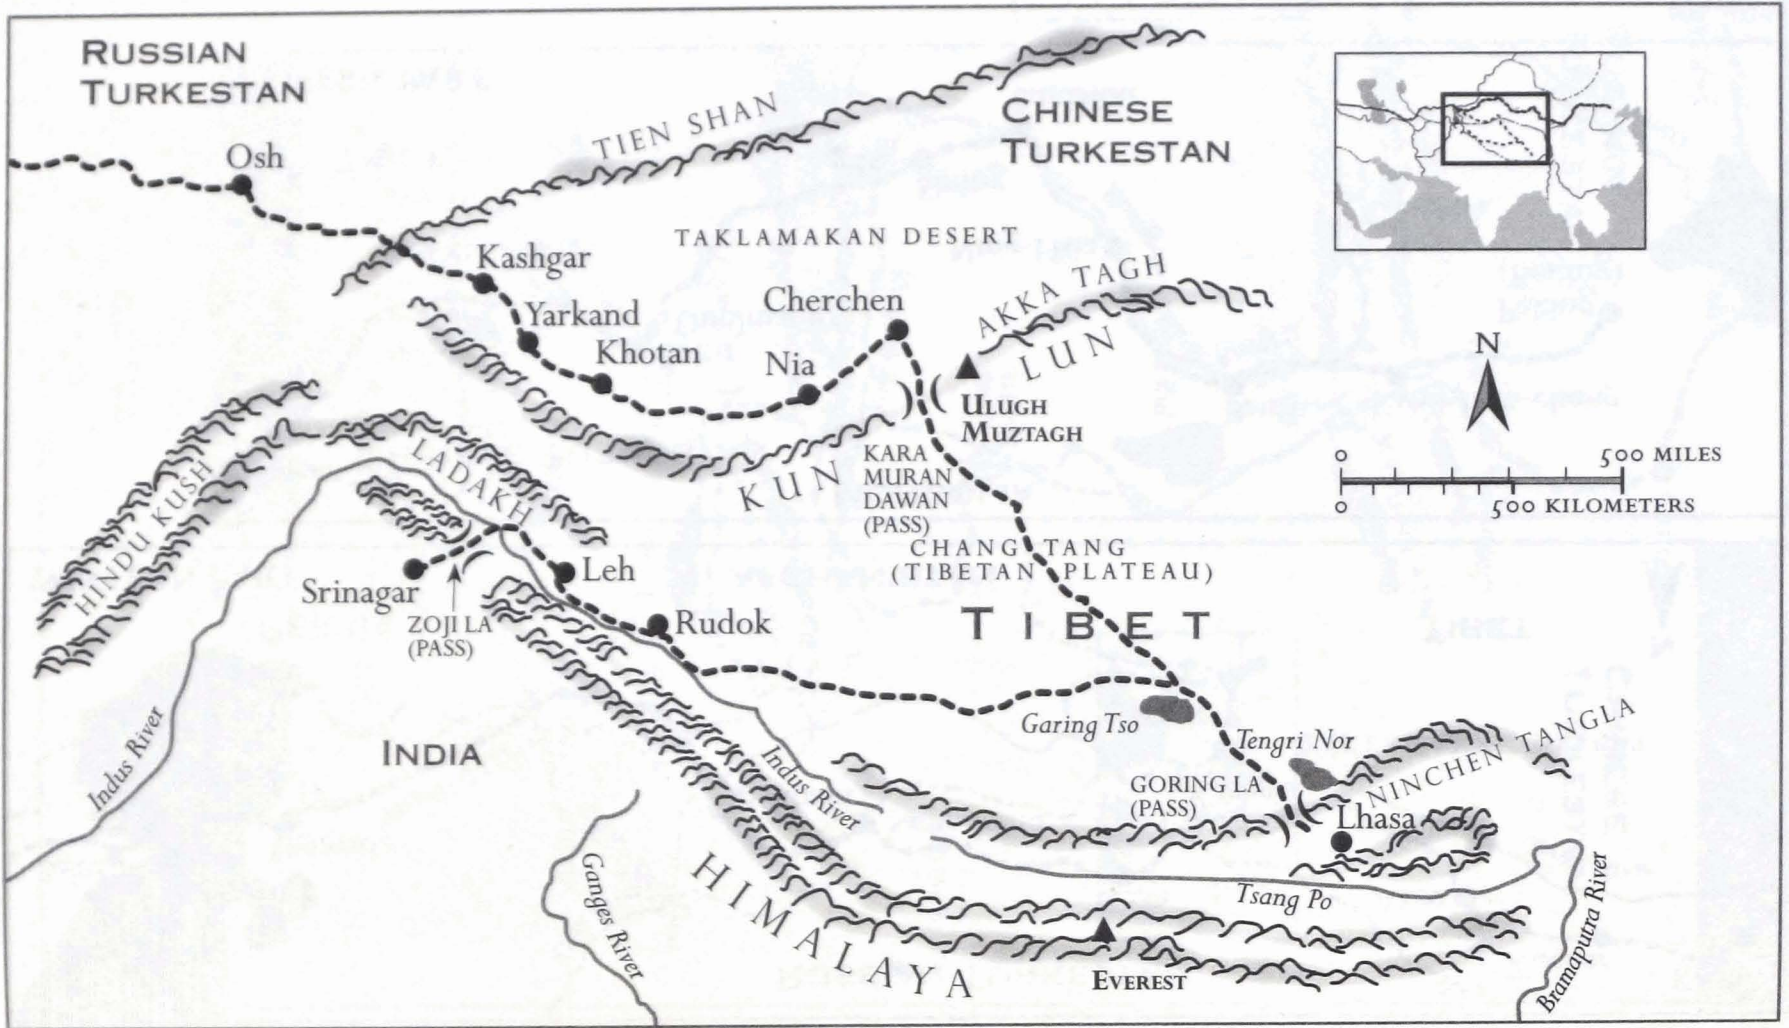 RUSSIAN
TURKESTAN
TIEN SHAN
CHINESE
TURKESTAN
Osh
TAKLAMAKAN DESERT
Kashgar
AKKA TAGH
Yarkand
Cherchen
Khotan
Nia
LUN
N
ULUGH
MUZTAGH
0
500 MILES
0
500 KILOMETERS
KUN
KARA
MURAN
DAWAN
(PASS)
LADAKH
HINDU KUSH
CHANG TANG
(TIBETAN PLATEAU)
TIBET
Srinagar
ZOJI LA
(PASS)
Leh
Rudok
Garing Tso
Tengri Nor
NINCHEN TANGLA
GORING LA
(PASS)
Lhasa
Indus River
INDIA
Indus River
Tsang Po
Ganges River
HIMALAYA
EVEREST
Bramaputra River